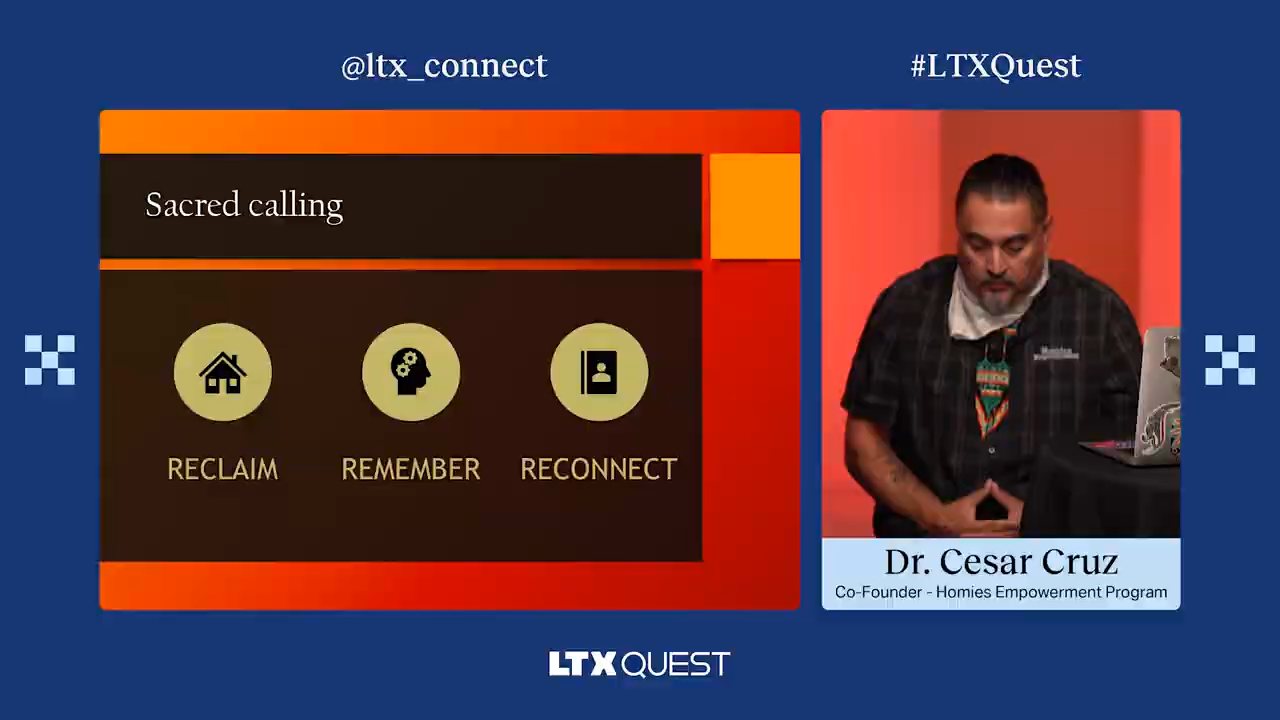 @ltx_connect
#LTXQuest
Sacred calling
RECLAIM
REMEMBER
RECONNECT
Dr. Cesar Cruz
Co-Founder - Homies Empowerment Program
LTX QUEST